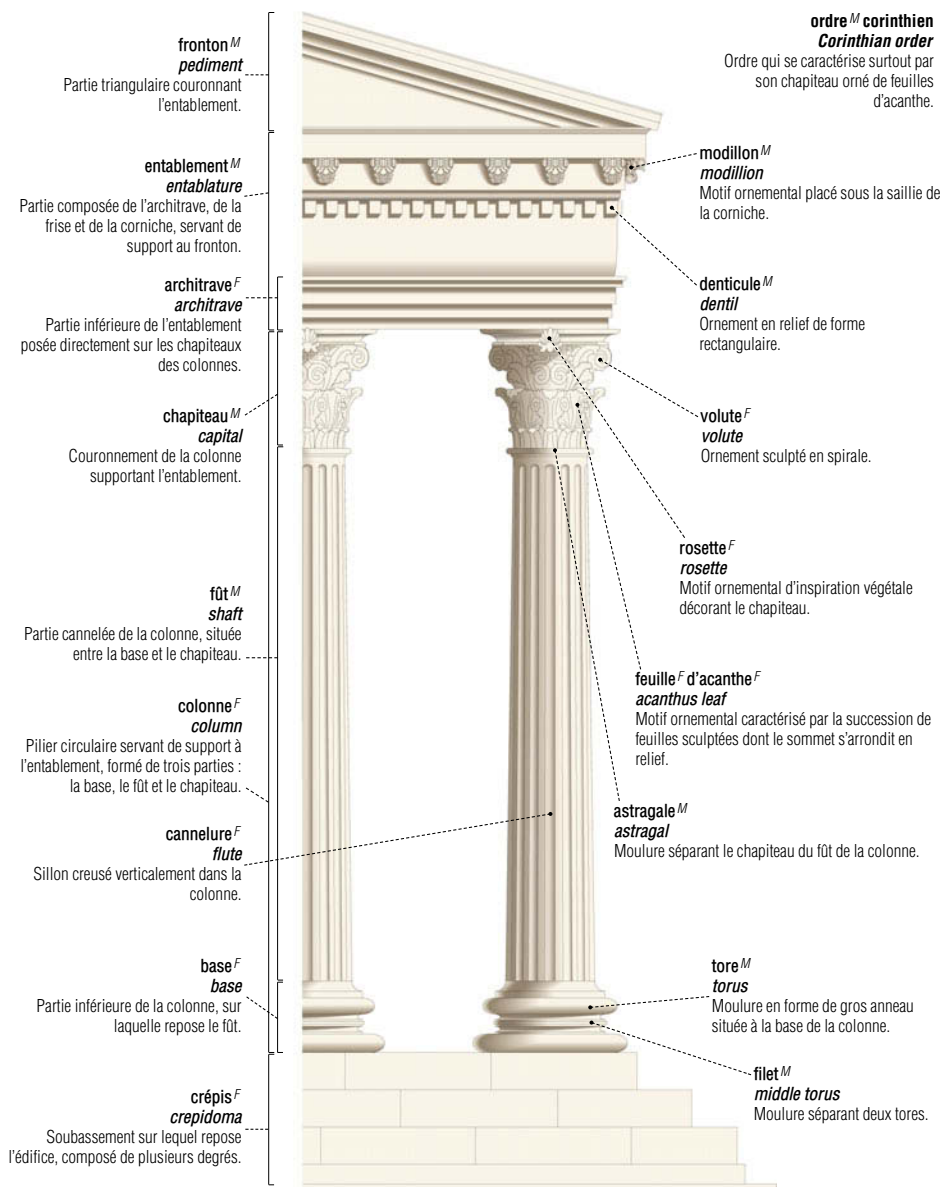 fronton M
pediment
Partie triangulaire couronnant
l'entablement.
entablement M
entablature
Partie composée de l'architrave, de la
frise et de la corniche, servant de
support au fronton.
architrave F
architrave
Partie inférieure de l'entablement
posée directement sur les chapiteaux
des colonnes.
chapiteau M
capital
Couronnement de la colonne
supportant l'entablement.
fût M
shaft
Partie cannelée de la colonne, située
entre la base et le chapiteau.
colonne F
column
Pilier circulaire servant de support à
l'entablement, formé de trois parties :
la base, le fût et le chapiteau.
cannelure F
flute
Sillon creusé verticalement dans la
colonne.
base F
base
Partie inférieure de la colonne, sur
laquelle repose le fût.
crépis F
crepidoma
Soubassement sur lequel repose
l'édifice, composé de plusieurs degrés.
ordre M corinthien
Corinthian order
Ordre qui se caractérise surtout par
son chapiteau orné de feuilles
d'acanthe.
modillon M
modillion
Motif ornemental placé sous la saillie de
la corniche.
denticule M
dentil
Ornement en relief de forme
rectangulaire.
volute F
volute
Ornement sculpté en spirale.
rosette F
rosette
Motif ornemental d'inspiration végétale
décorant le chapiteau.
feuille F d'acanthe F
acanthus leaf
Motif ornemental caractérisé par la succession de
feuilles sculptées dont le sommet s'arrondit en
relief.
astragale M
astragal
Moulure séparant le chapiteau du fût de la colonne.
tore M
torus
Moulure en forme de gros anneau
située à la base de la colonne.
filet M
middle torus
Moulure séparant deux tores.